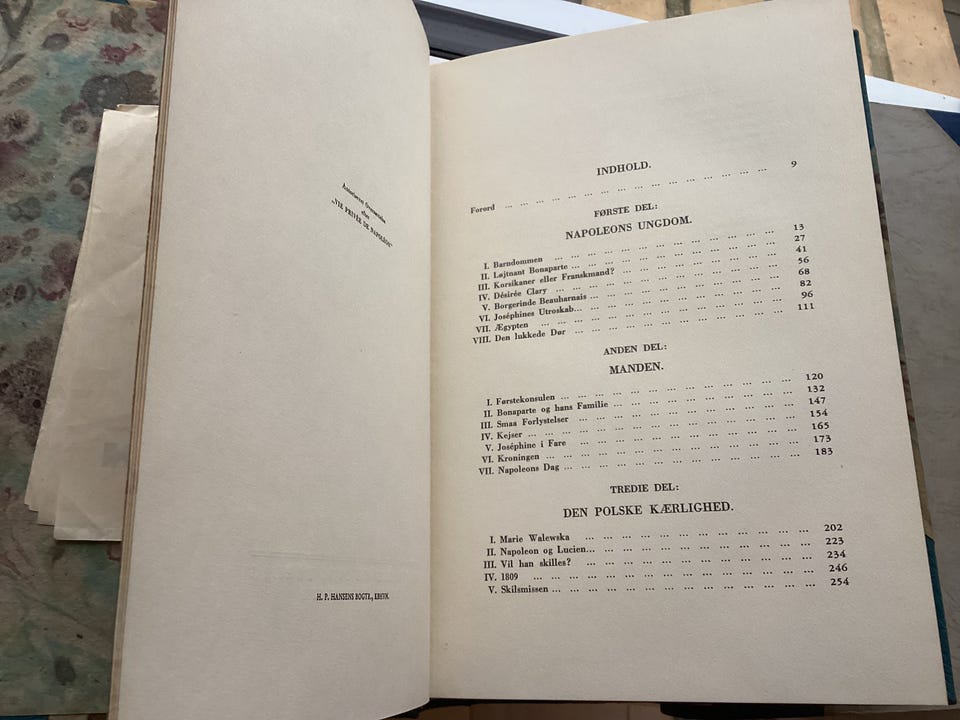 Autoriseret Oversættelse
efter
„VIE PRIVÉE DE NAPOLEON"
H. P. HANSENS BOGTR., KBHVN.
INDHOLD.
Forord ... ... ... ... ... ... ... ... ... ... ... ... ... 9
FØRSTE DEL:
NAPOLEONS UNGDOM.
I. Barndommen ... ... ... ... ... ... ... ... ... ... ... 13
II. Løjtnant Bonaparte ... ... ... ... ... ... ... ... ... ... 27
III. Korsikaner eller Franskmand? ... ... ... ... ... ... ... ... 41
IV. Désirée Clary ... ... ... ... ... ... ... ... ... ... ... 56
V. Borgerinde Beauharnais ... ... ... ... ... ... ... ... ... 68
VI. Joséphines Utroskab... ... ... ... ... ... ... ... ... ... 82
VII. Ægypten ... ... ... ... ... ... ... ... ... ... ... ... 96
VIII. Den lukkede Dør ... ... ... ... ... ... ... ... ... ... 111
ANDEN DEL:
MANDEN.
I. Førstekonsulen ... ... ... ... ... ... ... ... ... ... ... 120
II. Bonaparte og hans Familie ... ... ... ... ... ... ... ... 132
III. Smaa Forlystelser ... ... ... ... ... ... ... ... ... ... 147
IV. Kejser ... ... ... ... ... ... ... ... ... ... ... ... 154
V. Joséphine i Fare ... ... ... ... ... ... ... ... ... ... 165
VI. Kroningen ... ... ... ... ... ... ... ... ... ... ... 173
VII. Napoleons Dag ... ... ... ... ... ... ... ... ... ... ... 183
TREDIE DEL:
DEN POLSKE KÆRLIGHED.
I. Marie Walewska ... ... ... ... ... ... ... ... ... ... 202
II. Napoleon og Lucien... ... ... ... ... ... ... ... ... ... 223
III. Vil han skilles? ... ... ... ... ... ... ... ... ... ... 234
IV. 1809 ... ... ... ... ... ... ... ... ... ... ... ... 246
V. Skilsmissen ... ... ... ... ... ... ... ... ... ... ... 254